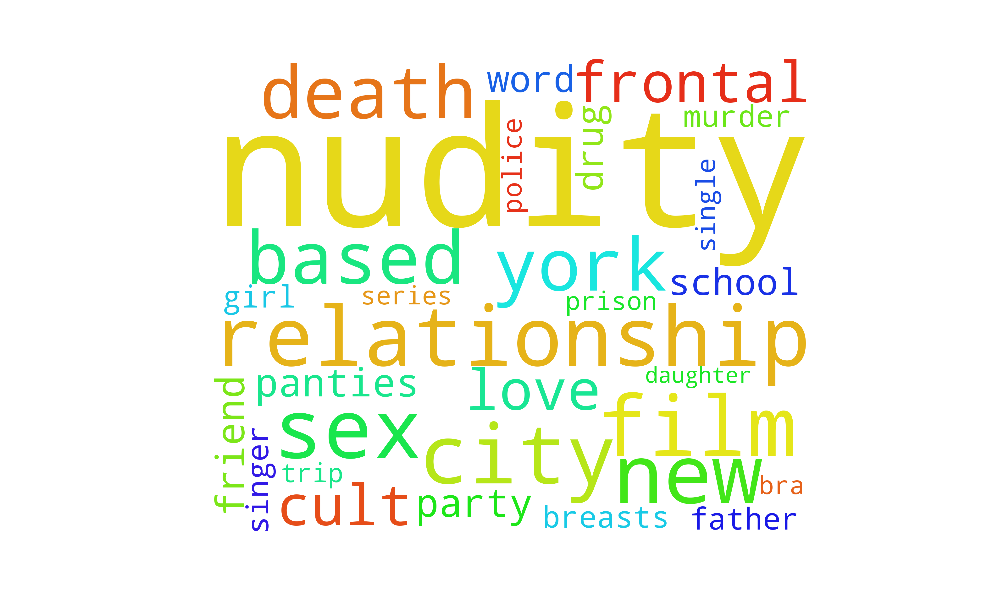 death
word
frontal
nudity
police
drug
murder
single
based
york
school
girl
series
prison
relationship
panties
love
daughter
friend
sex
city
film
new
singer
trip
cult
party
breasts
bra
father